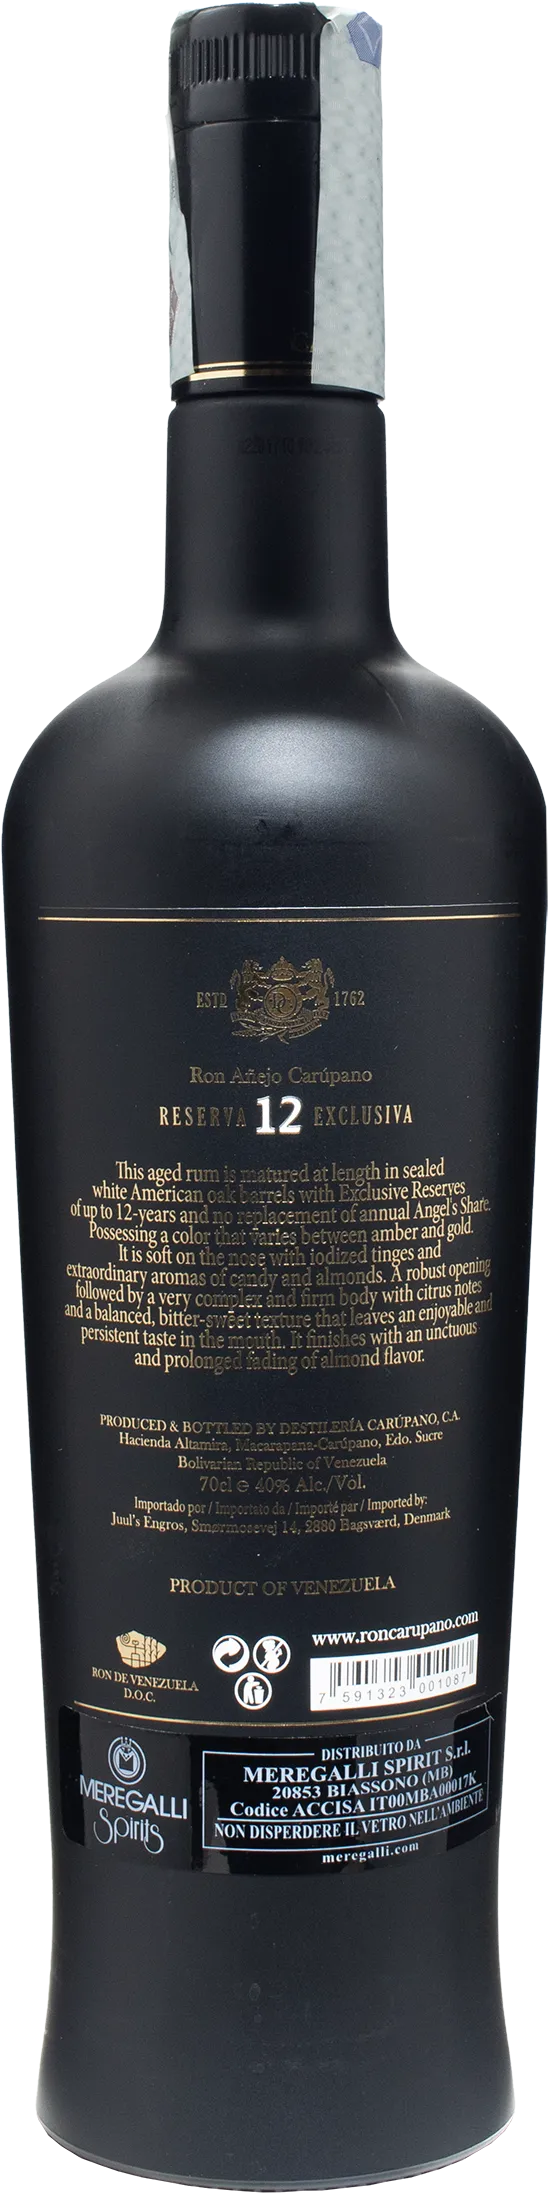 ESTD 1762
DC
Ron Añejo Carúpano
RESERVA 12 EXCLUSIVA
This aged rum is matured at length in sealed
white American oak barrels with Exclusive Reserves
of up to 12-years and no replacement of annual Angel's Share.
Possessing a color that varies between amber and gold.
It is soft on the nose with iodized tinges and
extraordinary aromas of candy and almonds. A robust opening
followed by a very complex and firm body with citrus notes
and a balanced, bitter-sweet texture that leaves an enjoyable and
persistent taste in the mouth. It finishes with an unctuous
and prolonged fading of almond flavor.
PRODUCED & BOTTLED BY DESTILERÍA CARÚPANO, C.A.
Hacienda Altamira, Macarapana-Carúpano, Edo. Sucre
Bolivarian Republic of Venezuela
70cl e 40% Alc./Vol.
Importado por / Importato da / Importé par / Imported by:
Juul's Engros, Smørmosevej 14, 2880 Bagsværd, Denmark
PRODUCT OF VENEZUELA
www.roncarupano.com
RON DE VENEZUELA
D.O.C.
7 591323 001087
MEREGALLI
Spirits
DISTRIBUITO DA
MEREGALLI SPIRIT S.r.l.
20853 BIASSONO (MB)
Codice ACCISA IT00MBA00017K
NON DISPERDERE IL VETRO NELL'AMBIENTE
meregalli.com